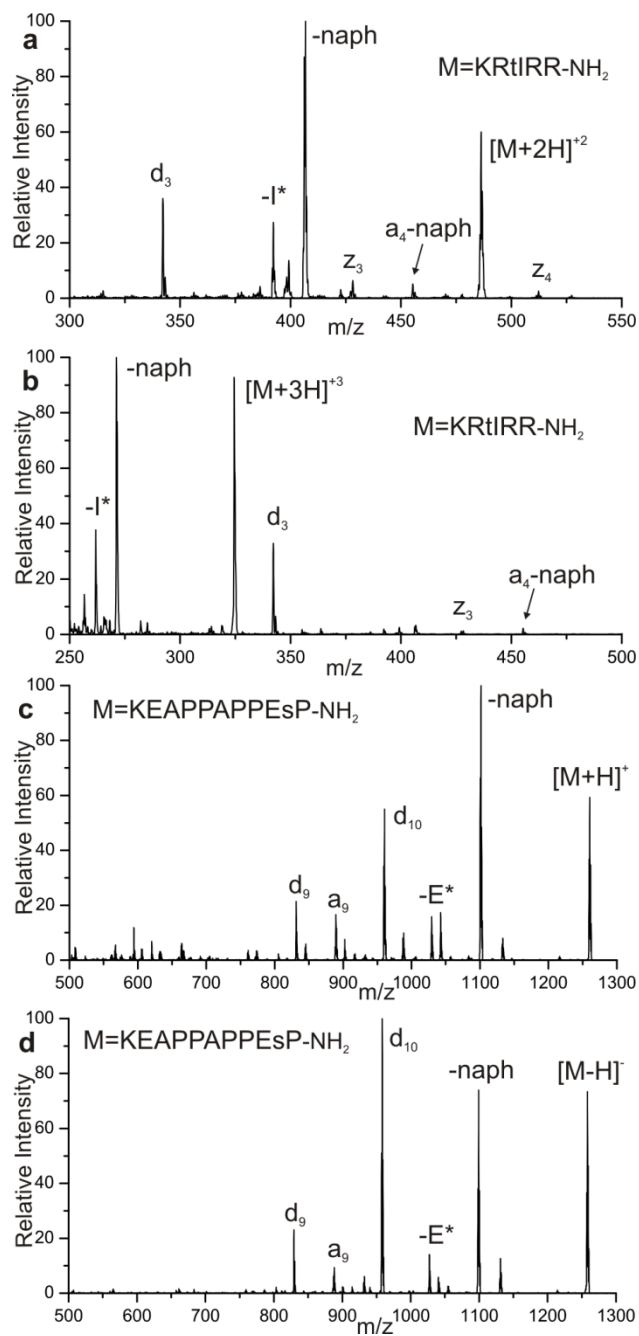 a
-naph
M=KRtIRR-NH₂
[M+2H]⁺²
d₃
-I*
z₃
a₄-naph
z₄
Relative Intensity
100
80
60
40
20
0
300 350 400 450 500 550
m/z
b
-naph
[M+3H]⁺³
M=KRtIRR-NH₂
-I*
d₃
z₃
a₄-naph
Relative Intensity
100
80
60
40
20
0
250 300 350 400 450 500
m/z
c
M=KEAPPAPPEsP-NH₂
-naph
[M+H]⁺
d₁₀
d₉
a₉
-E*
Relative Intensity
100
80
60
40
20
0
500 600 700 800 900 1000 1100 1200 1300
m/z
d
M=KEAPPAPPEsP-NH₂
d₁₀
-naph
[M-H]⁻
d₉
a₉
-E*
Relative Intensity
100
80
60
40
20
0
500 600 700 800 900 1000 1100 1200 1300
m/z